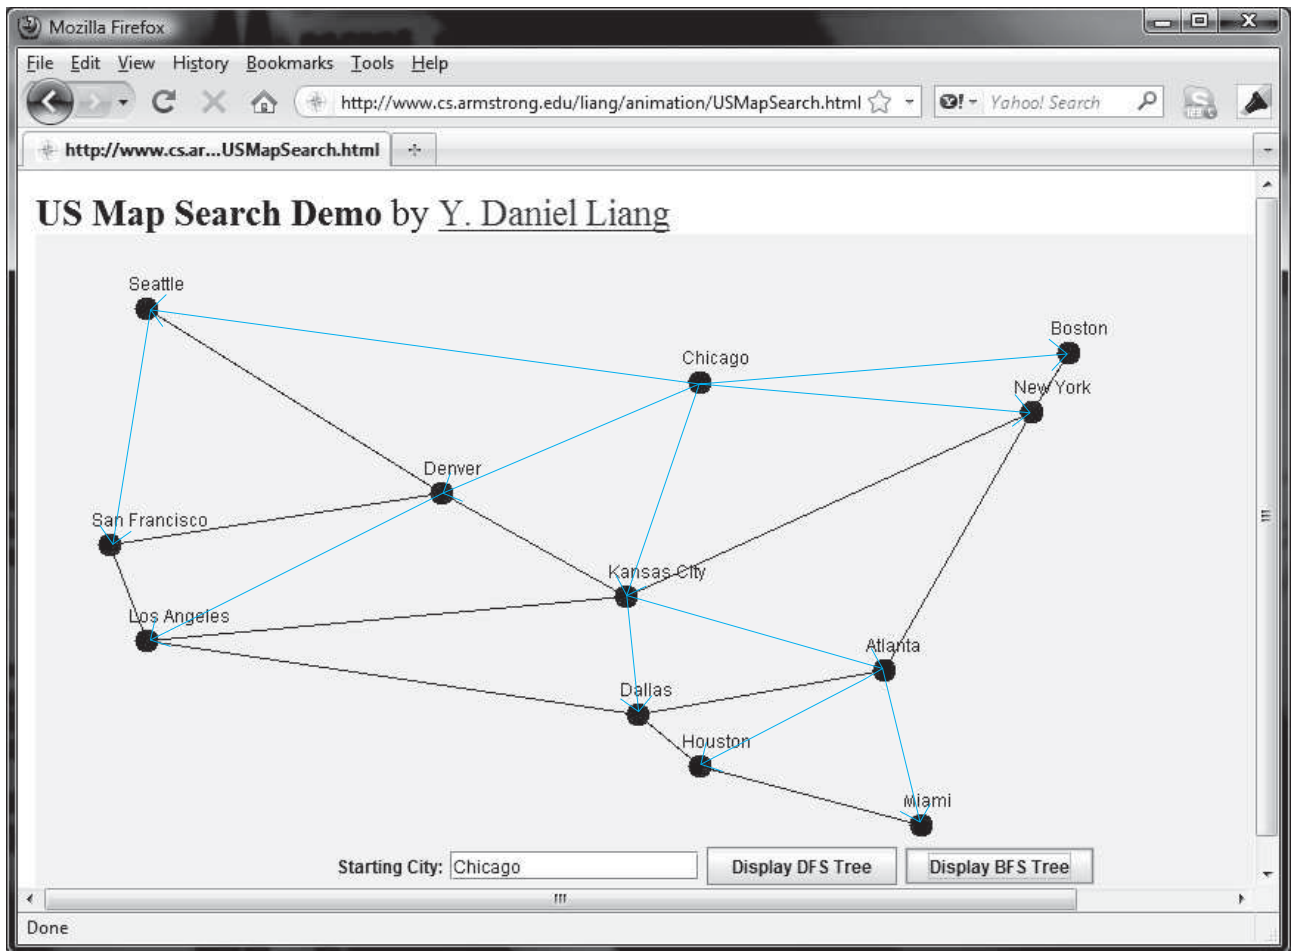 Mozilla Firefox
File Edit View History Bookmarks Tools Help
http://www.cs.armstrong.edu/liang/animation/USMapSearch.html
Yahoo! Search
http://www.cs.ar...USMapSearch.html
US Map Search Demo by Y. Daniel Liang
Seattle
Boston
Chicago
New York
Denver
San Francisco
Kansas City
Los Angeles
Atlanta
Dallas
Houston
Miami
Starting City: Chicago Display DFS Tree Display BFS Tree
Done